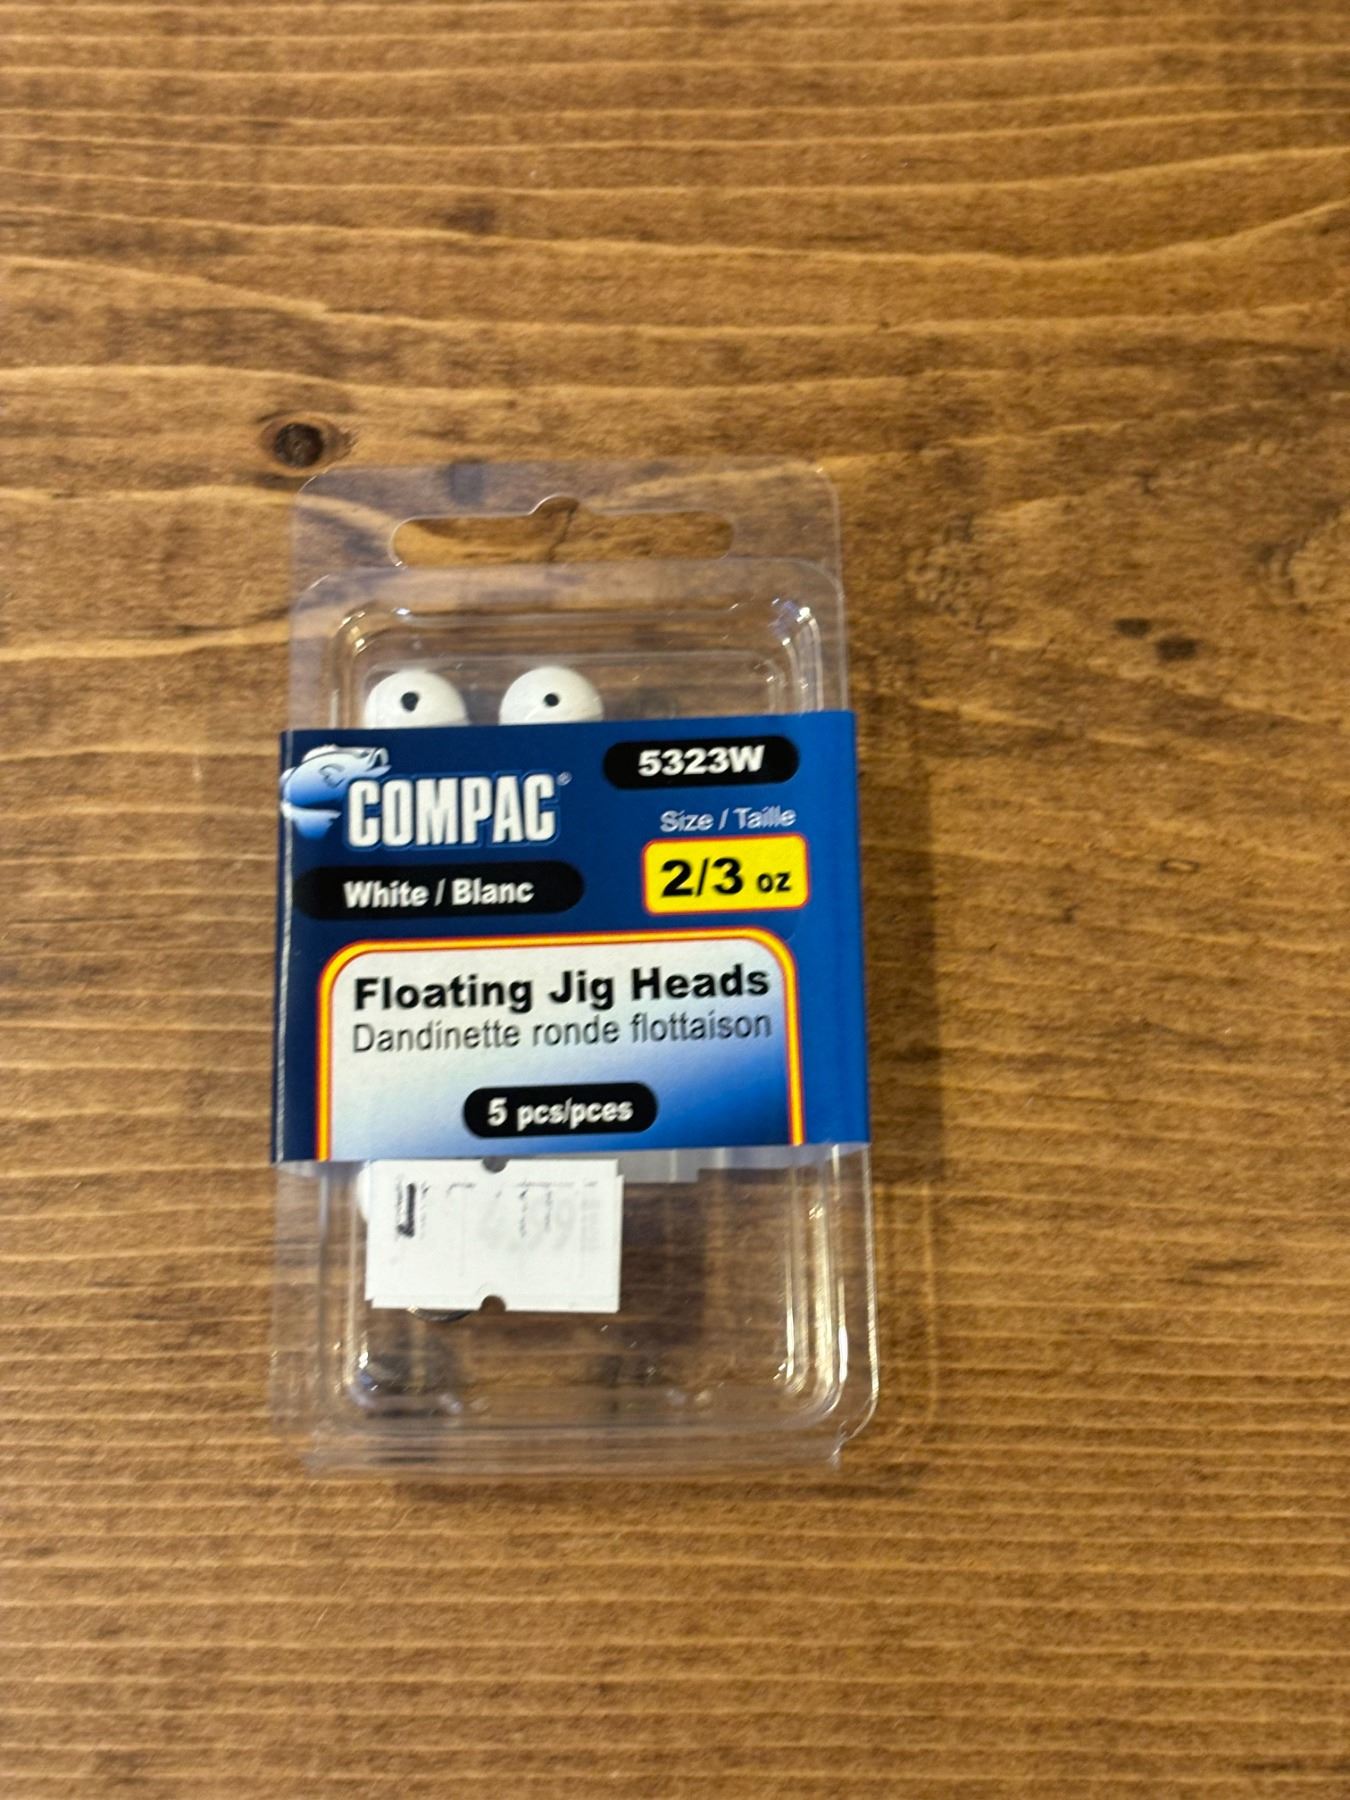 5323W
COMPAC®
Size / Taille
2/3 oz
White / Blanc
Floating Jig Heads
Dandinette ronde flottaison
5 pcs/pces